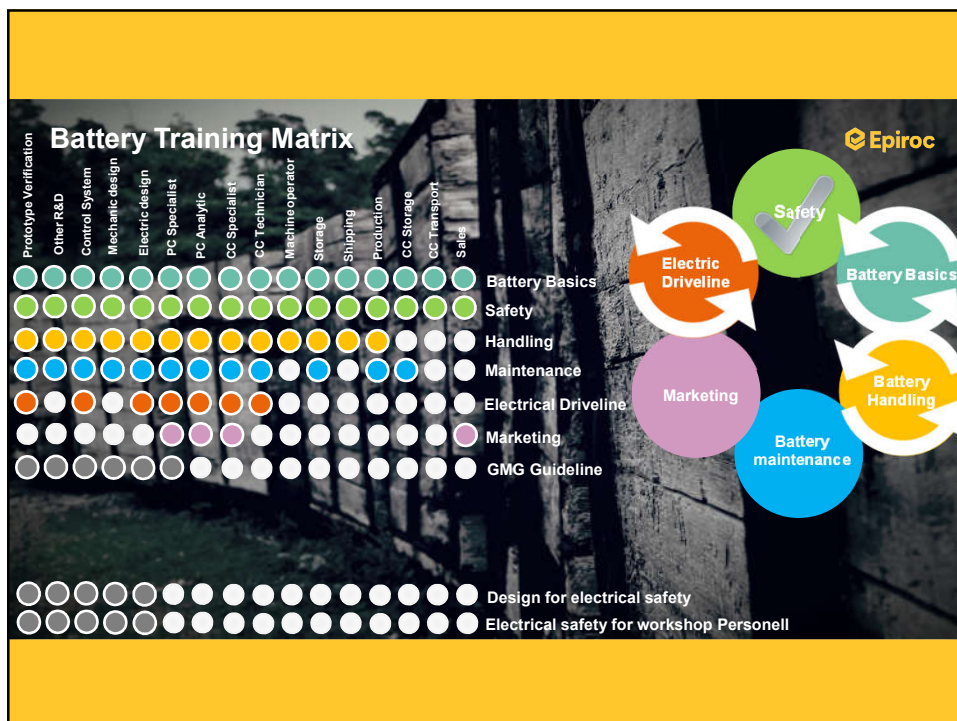 Battery Training Matrix
Epiroc
Prototype Verification
Other R&D
Control System
Mechanic design
Electric design
PC Specialist
PC Analytic
CC Specialist
CC Technician
Machine operator
Storage
Shipping
Production
CC Storage
CC Transport
Sales
Battery Basics
Safety
Handling
Maintenance
Electrical Driveline
Marketing
GMG Guideline
Design for electrical safety
Electrical safety for workshop Personell
Safety
Electric
Driveline
Battery Basics
Marketing
Battery
Handling
Battery
maintenance